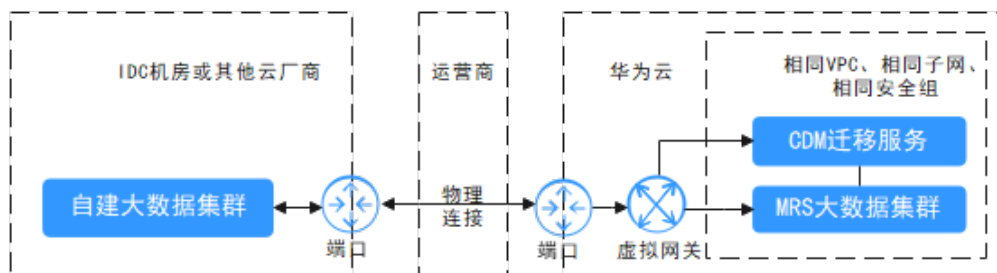 IDC机房或其他云厂商
运营商
华为云
相同VPC、相同子网、
相同安全组
CDM迁移服务
自建大数据集群
物理
连接
MRS大数据集群
端口
端口
虚拟网关